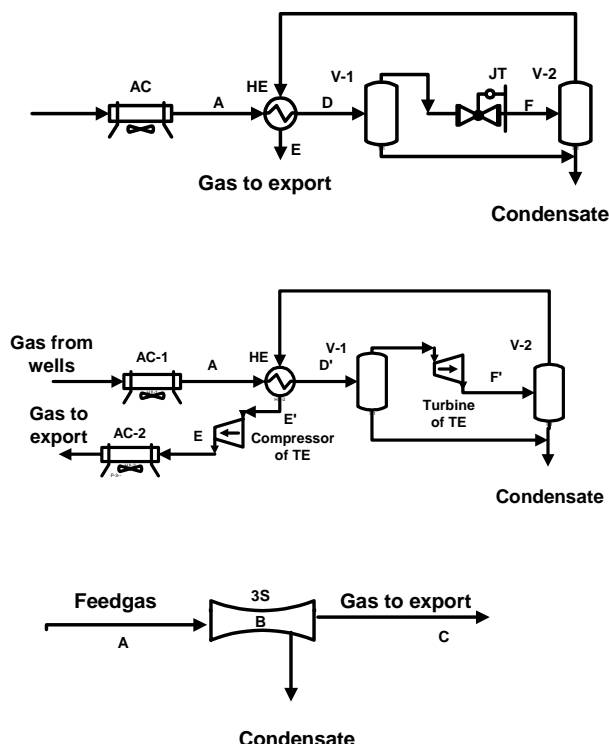 AC
A
HE
D
V-1
JT
F
V-2
E
Gas to export
Condensate
Gas from
wells
AC-1
A
HE
D'
V-1
F'
V-2
Turbine
of TE
Gas to
export
AC-2
E
E'
Compressor
of TE
Condensate
Feedgas
A
3S
B
Gas to export
C
Condensate